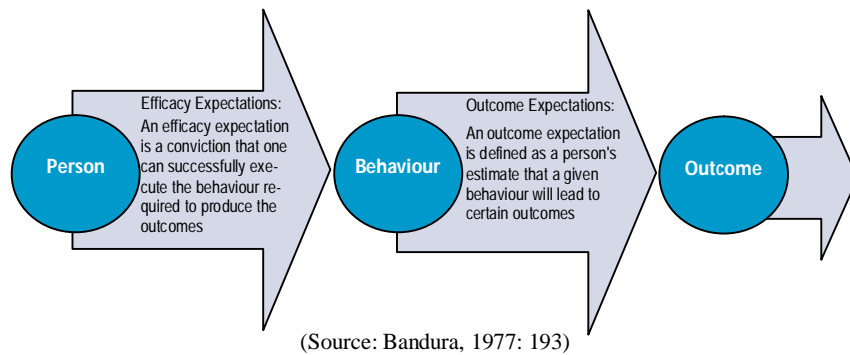 Person
Efficacy Expectations:
An efficacy expectation
is a conviction that one
can successfully exe-
cute the behaviour re-
quired to produce the
outcomes
Behaviour
Outcome Expectations:
An outcome expectation
is defined as a person's
estimate that a given
behaviour will lead to
certain outcomes
Outcome
(Source: Bandura, 1977: 193)